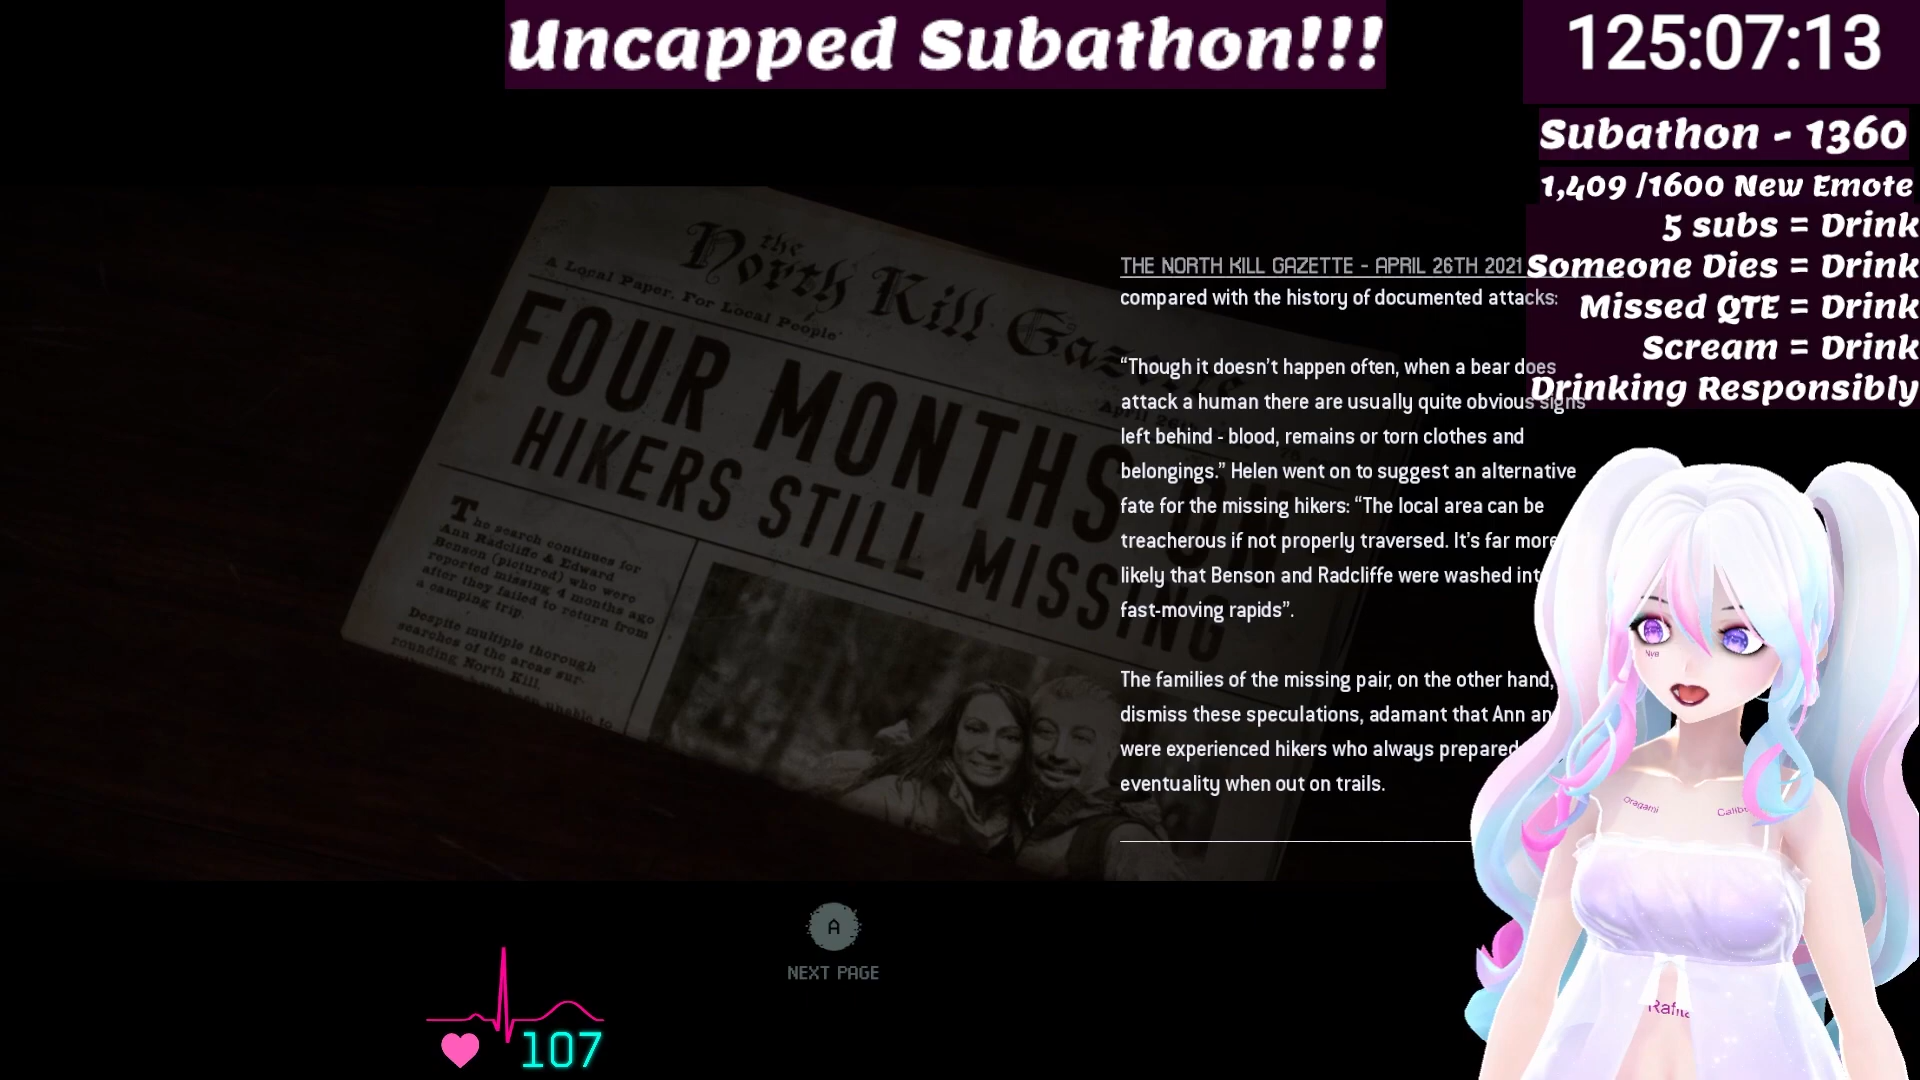 Uncapped Subathon!!!
125:07:13
Subathon - 1360
1,409 /1600 New Emote
5 subs = Drink
Someone Dies = Drink
Missed QTE = Drink
Scream = Drink
Drinking Responsibly
the
North Kill Gazette
A Local Paper, For Local People
FOUR MONTHS ON
HIKERS STILL MISSING
The search continues for
Ann Radcliffe & Edward
Benson (pictured) who were
reported missing 4 months ago
after they failed to return from
a camping trip.
Despite multiple thorough
searches of the areas sur-
rounding North Kill,
THE NORTH KILL GAZETTE - APRIL 26TH 2021
compared with the history of documented attacks:
“Though it doesn’t happen often, when a bear does
attack a human there are usually quite obvious signs
left behind - blood, remains or torn clothes and
belongings.” Helen went on to suggest an alternative
fate for the missing hikers: “The local area can be
treacherous if not properly traversed. It’s far more
likely that Benson and Radcliffe were washed int
fast-moving rapids”.
The families of the missing pair, on the other hand,
dismiss these speculations, adamant that Ann an
were experienced hikers who always prepared
eventuality when out on trails.
A
NEXT PAGE
107
Nve
Oragami
Calibe
Rafita